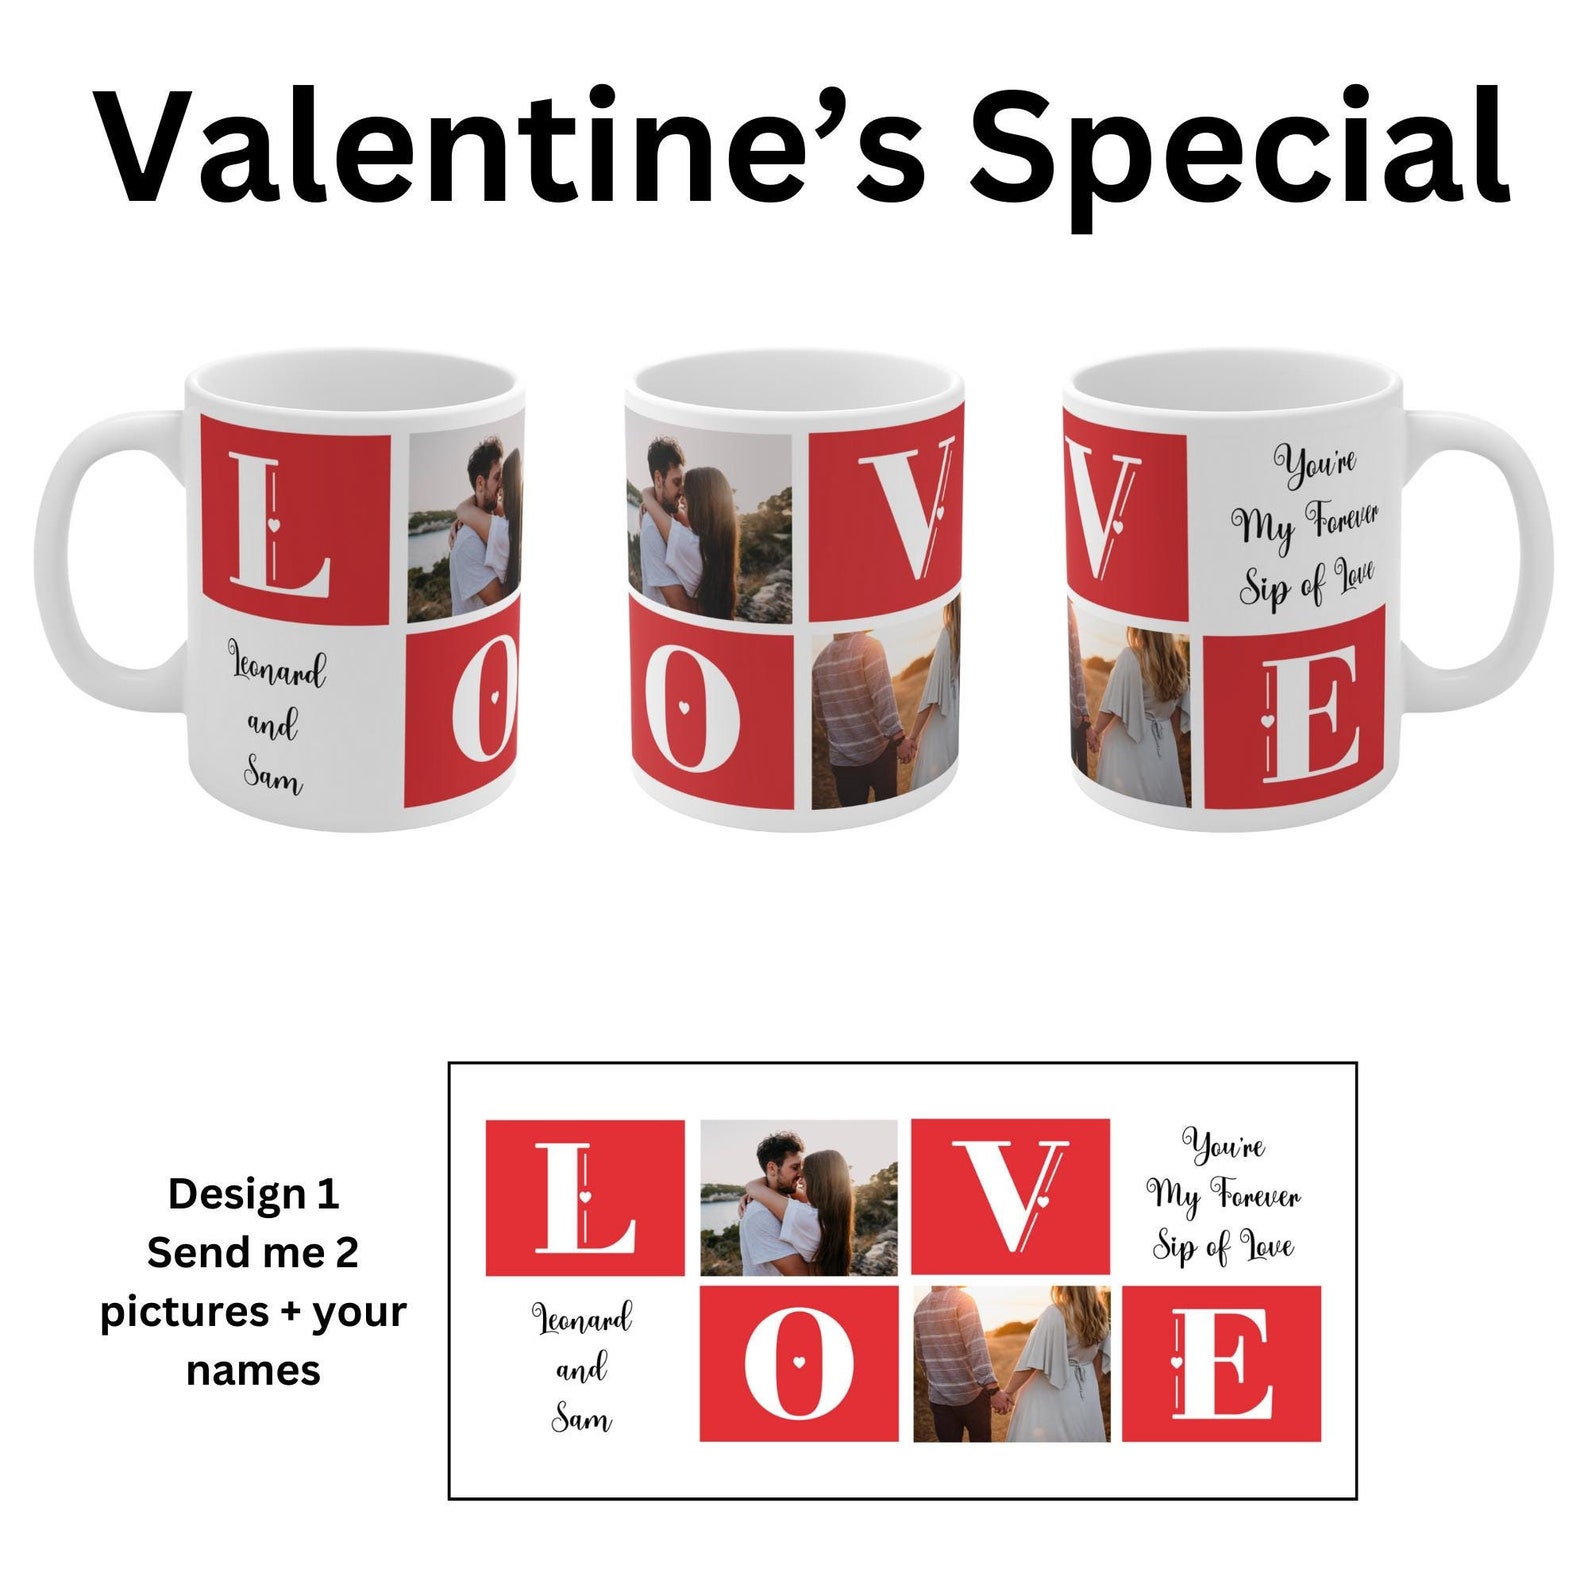 Valentine’s Special
L
Leonard
and
Sam
O
V
O
V
You're
My Forever
Sip of Love
E
Design 1
Send me 2
pictures + your
names
L
V
You're
My Forever
Sip of Love
Leonard
and
Sam
O
E